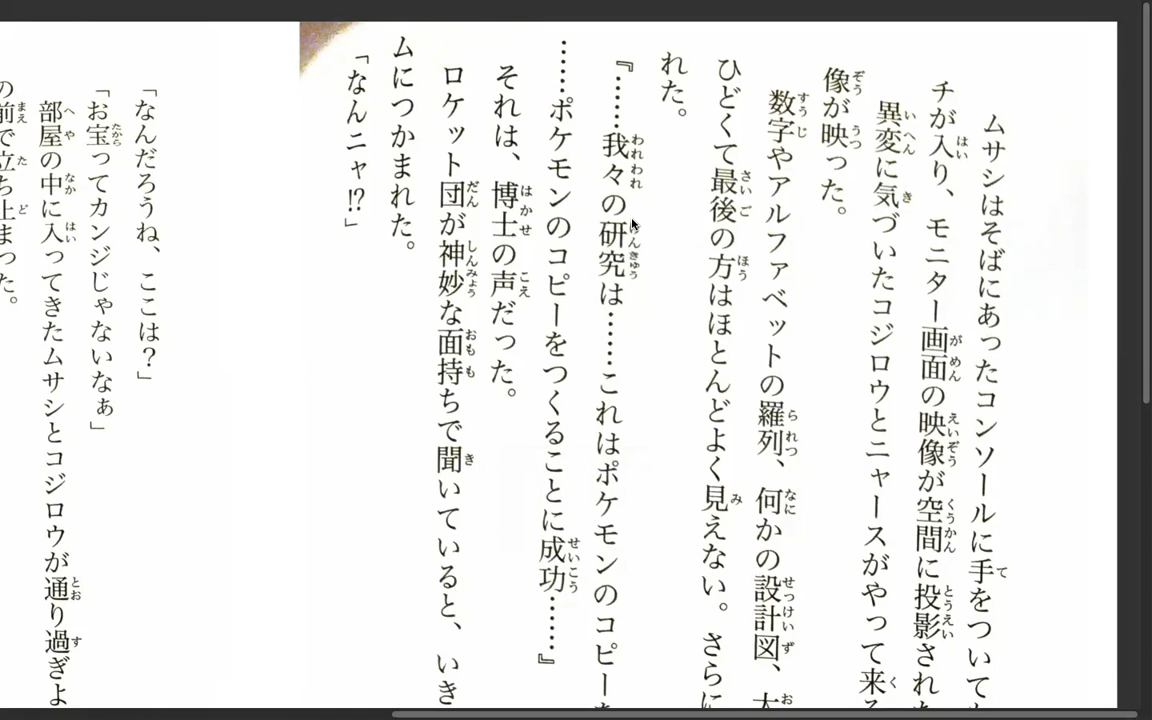 ムサシはそばにあったコンソールに手をついて
チが入り、モニター画面の映像が空間に投影され
異変に気づいたコジロウとニャースがやって来
像が映った。
数字やアルファベットの羅列、何かの設計図、
ひどくて最後の方はほとんどよく見えない。さらに
れた。
『……我々の研究は……これはポケモンのコピー
……ポケモンのコピーをつくることに成功……』
それは、博士の声だった。
ロケット団が神妙な面持ちで聞いていると、いき
ムにつかまれた。
「なんニャ!?」
「なんだろうね、ここは?」
「お宝ってカンジじゃないなぁ」
部屋の中に入ってきたムサシとコジロウが通り過ぎよ
の前で立ち止まった。